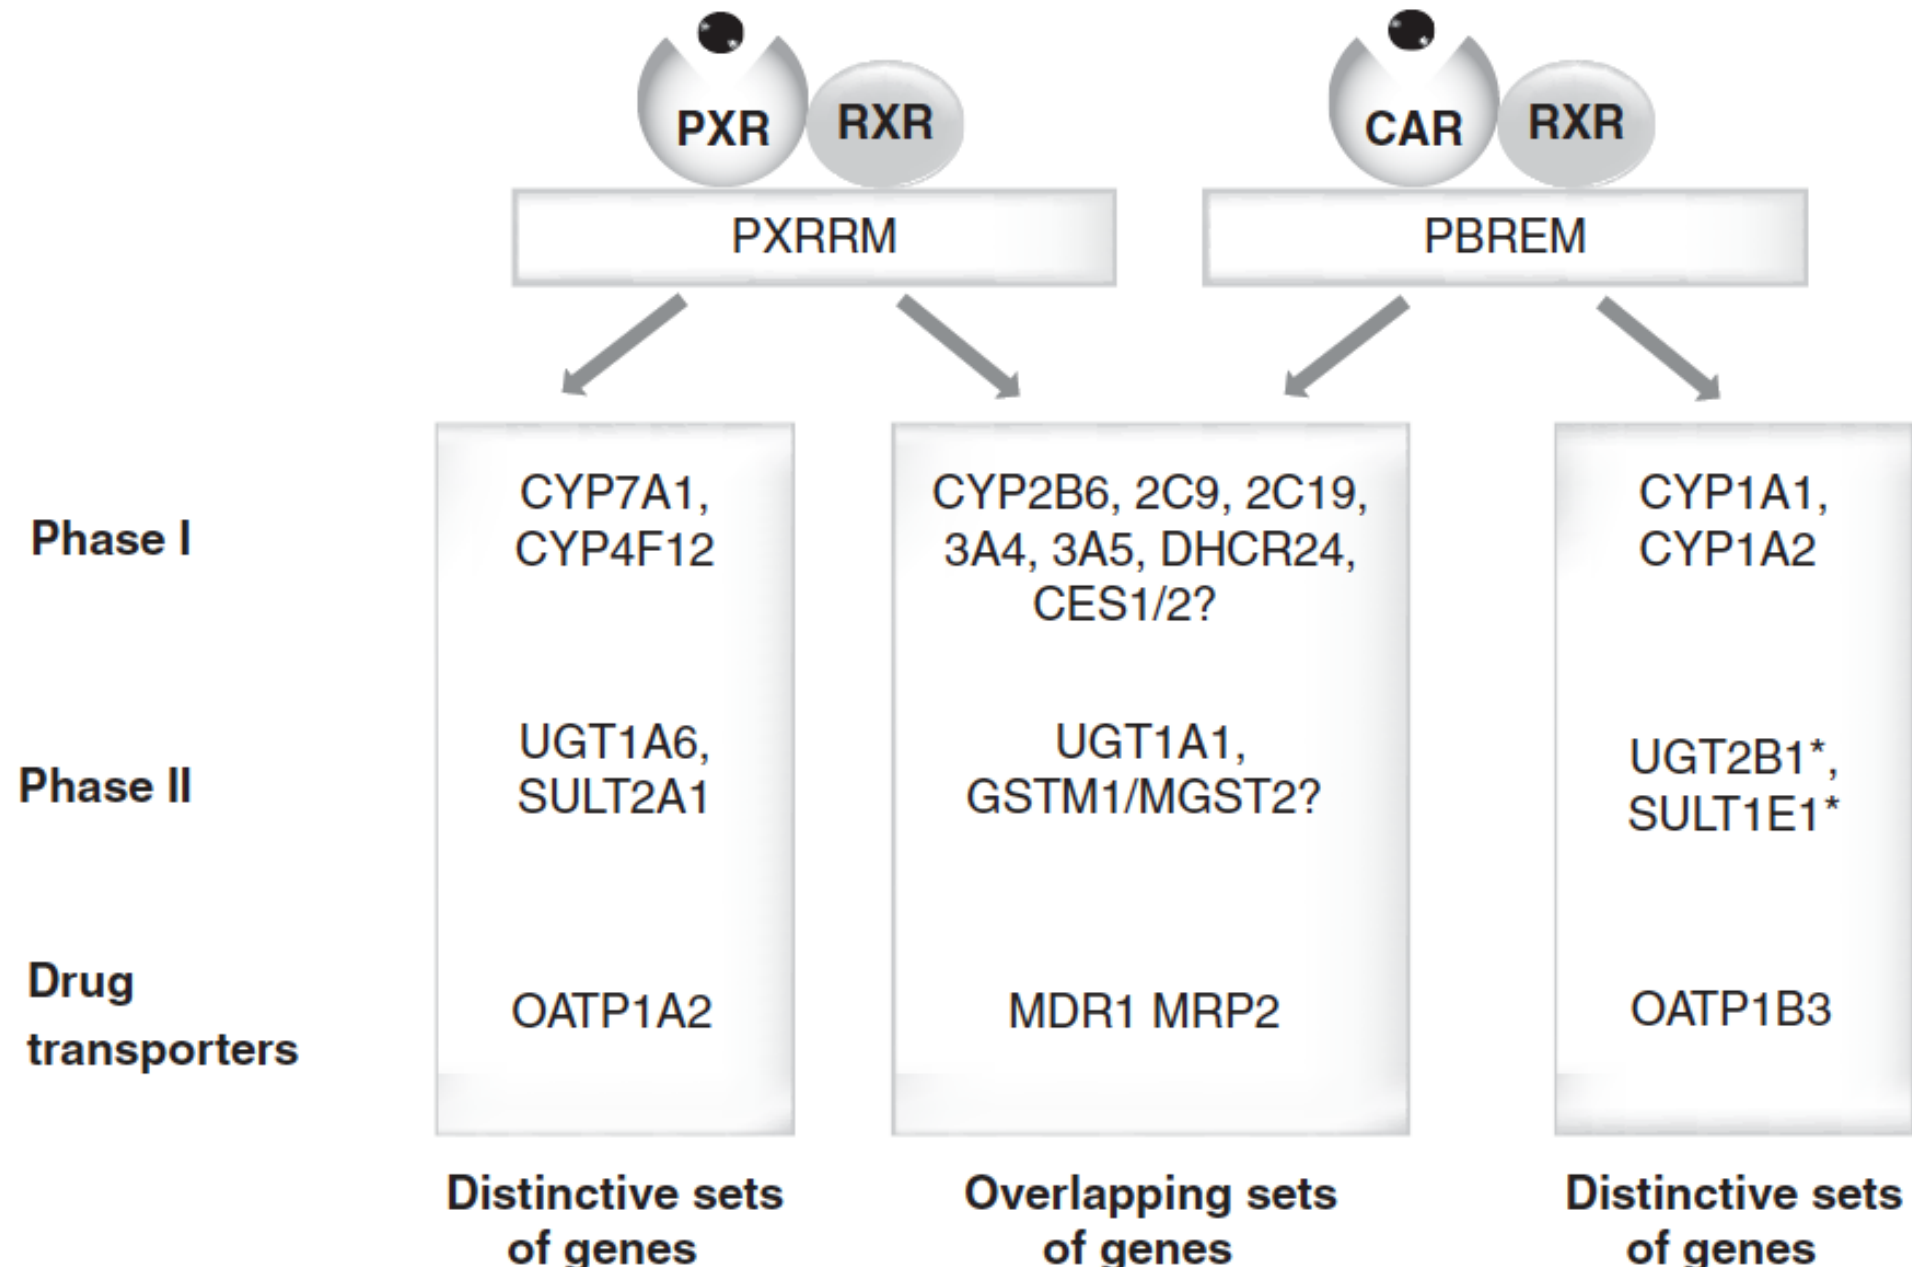 PXR
RXR
CAR
RXR
PXRRM
PBREM
Phase I
CYP7A1,
CYP4F12
CYP2B6, 2C9, 2C19,
3A4, 3A5, DHCR24,
CES1/2?
CYP1A1,
CYP1A2
Phase II
UGT1A6,
SULT2A1
UGT1A1,
GSTM1/MGST2?
UGT2B1*,
SULT1E1*
Drug
transporters
OATP1A2
MDR1 MRP2
OATP1B3
Distinctive sets
of genes
Overlapping sets
of genes
Distinctive sets
of genes